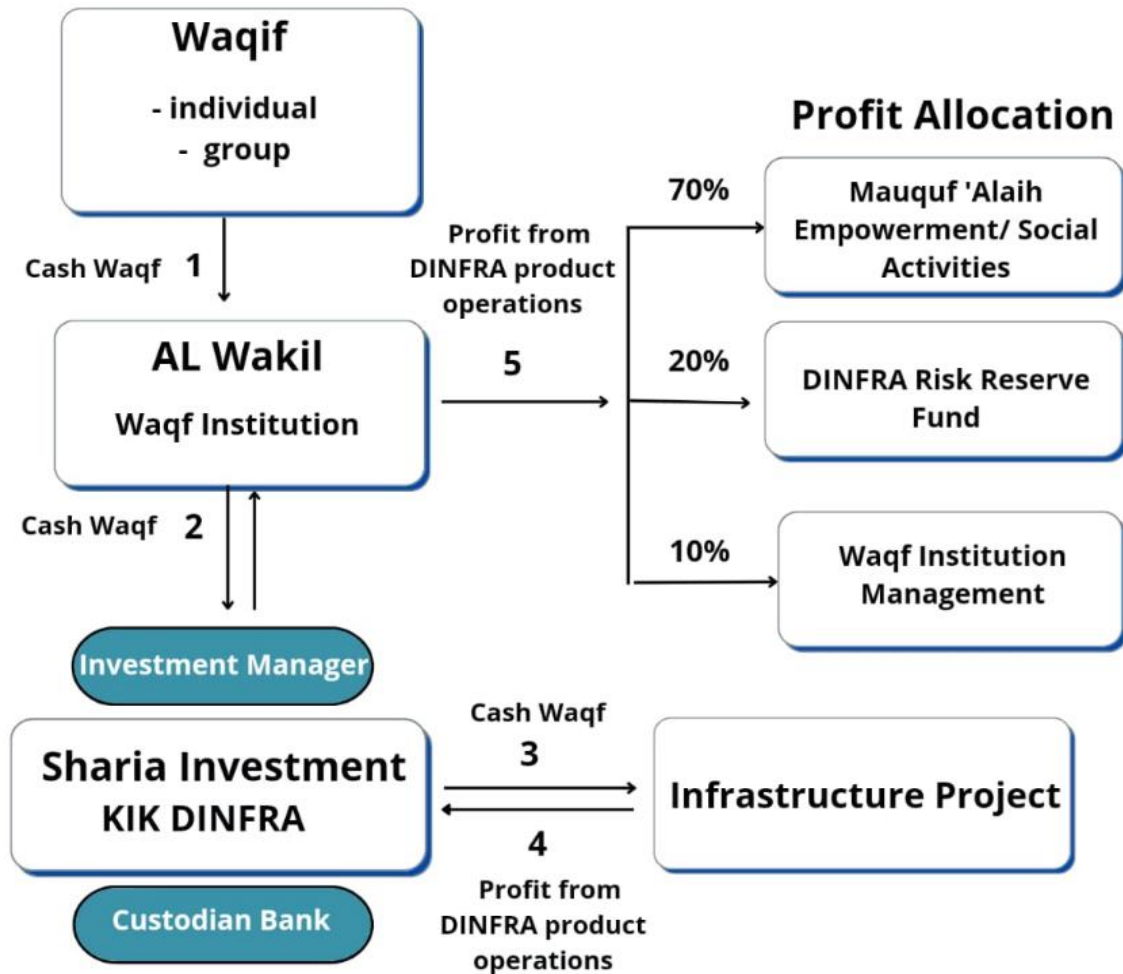 Waqif
- individual
- group
Cash Waqf 1
AL Wakil
Waqf Institution
Cash Waqf 2
Investment Manager
Sharia Investment
KIK DINFRA
Custodian Bank
Cash Waqf
3
4
Profit from
DINFRA product
operations
Infrastructure Project
Profit from
DINFRA product
operations
5
Profit Allocation
70%
Mauquf 'Alaih
Empowerment/ Social
Activities
20%
DINFRA Risk Reserve
Fund
10%
Waqf Institution
Management